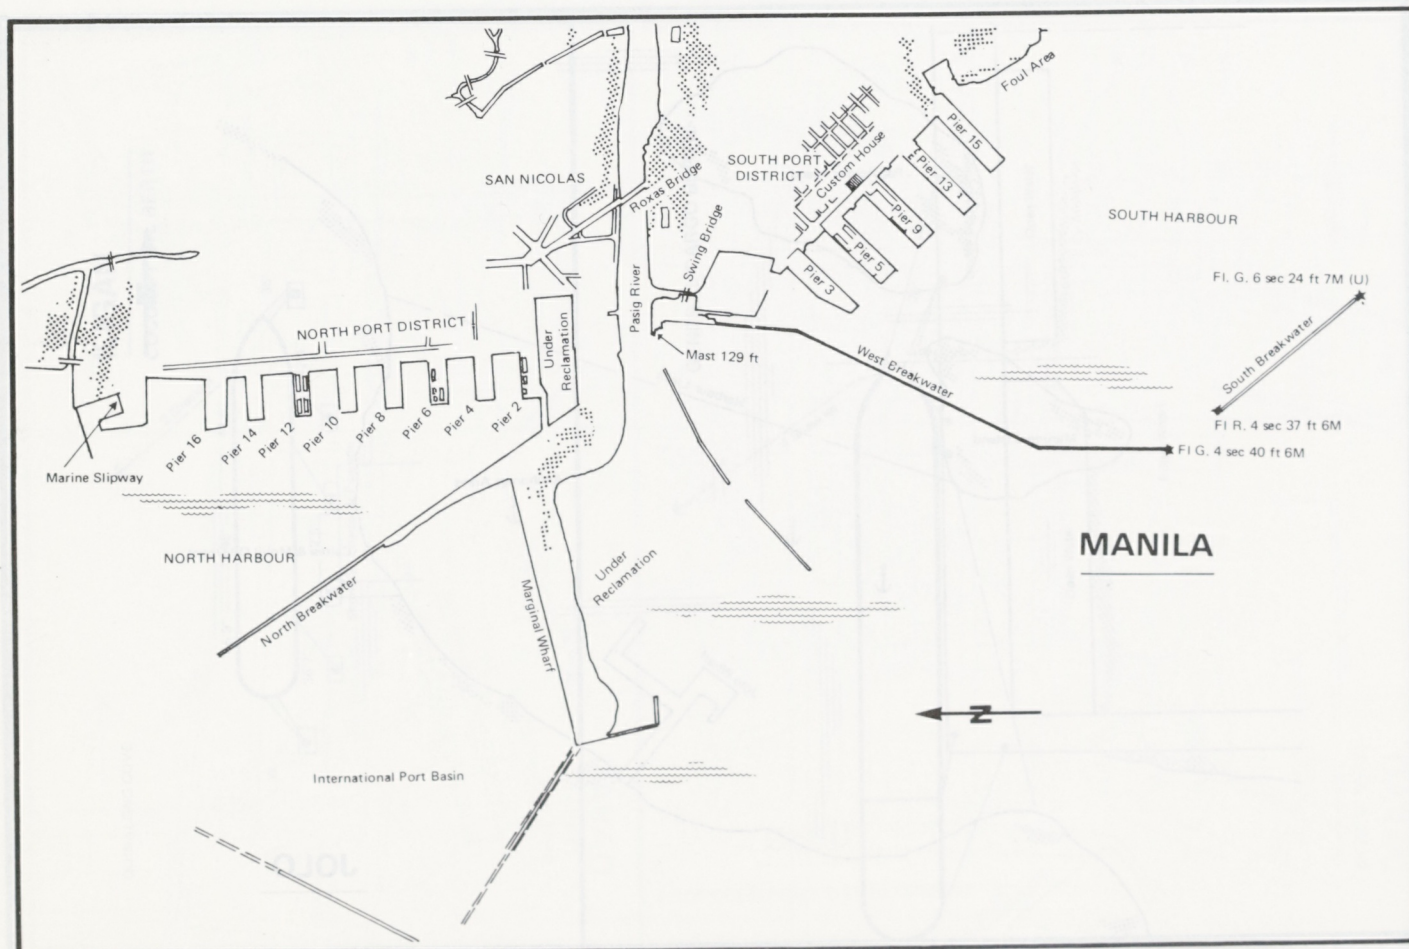 Foul Area
Pier 15
SOUTH PORT
DISTRICT
Custom House
Pier 13
SAN NICOLAS
Roxas Bridge
Pier 9
SOUTH HARBOUR
Swing Bridge
Pier 5
Pier 3
Fl. G. 6 sec 24 ft 7M (U)
Pasig River
NORTH PORT DISTRICT
Under
Reclamation
Mast 129 ft
West Breakwater
South Breakwater
Pier 16
Pier 14
Pier 12
Pier 10
Pier 8
Pier 6
Pier 4
Pier 2
Fl R. 4 sec 37 ft 6M
Fl G. 4 sec 40 ft 6M
Marine Slipway
NORTH HARBOUR
MANILA
North Breakwater
Marginal Wharf
Under
Reclamation
N
International Port Basin
JOLO